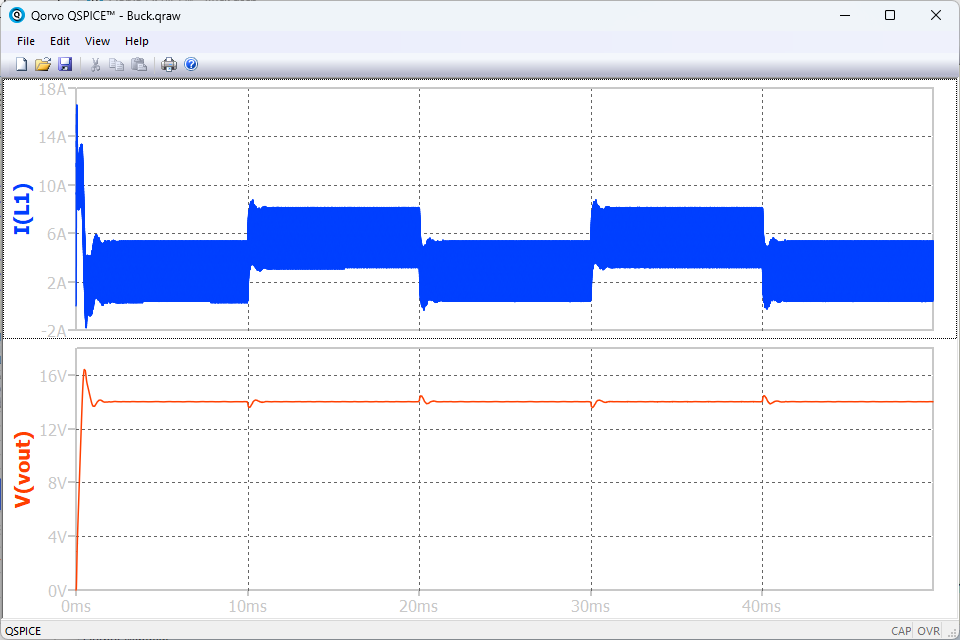 Qorvo QSPICE™ - Buck.qraw
File Edit View Help
18A
14A
10A
6A
2A
-2A
I(L1)
16V
12V
8V
4V
0V
V(vout)
0ms 10ms 20ms 30ms 40ms
QSPICE CAP OVR